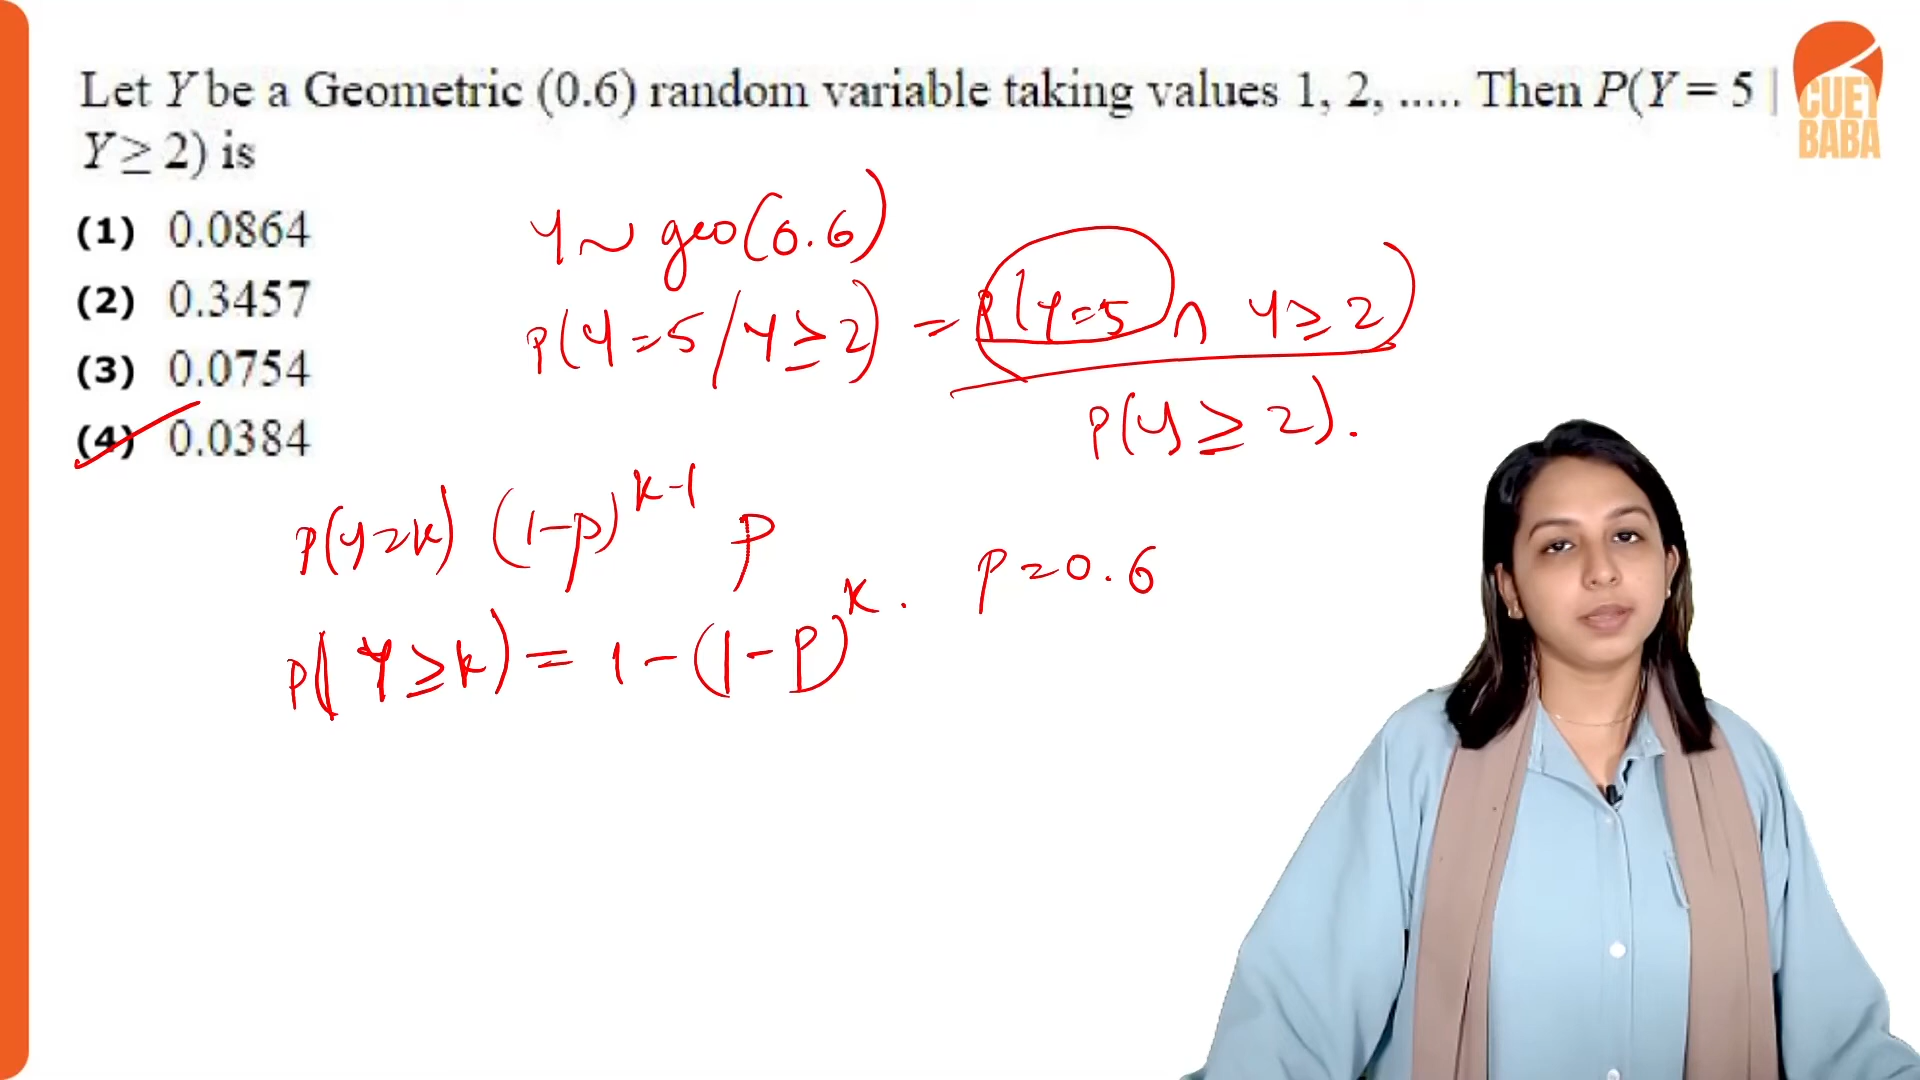 Let Y be a Geometric (0.6) random variable taking values 1, 2, ..... Then P(Y = 5 |
Y ≥ 2) is
CUET
BABA
(1) 0.0864
(2) 0.3457
(3) 0.0754
(4) 0.0384
Y ~ geo(0.6)
P(Y=5/Y≥2) = P(Y=5 ∩ Y≥2)
P(Y≥2).
P(Y=k) (1-p)^{k-1} p
p=0.6
P(Y≥k) = 1-(1-p)^k.